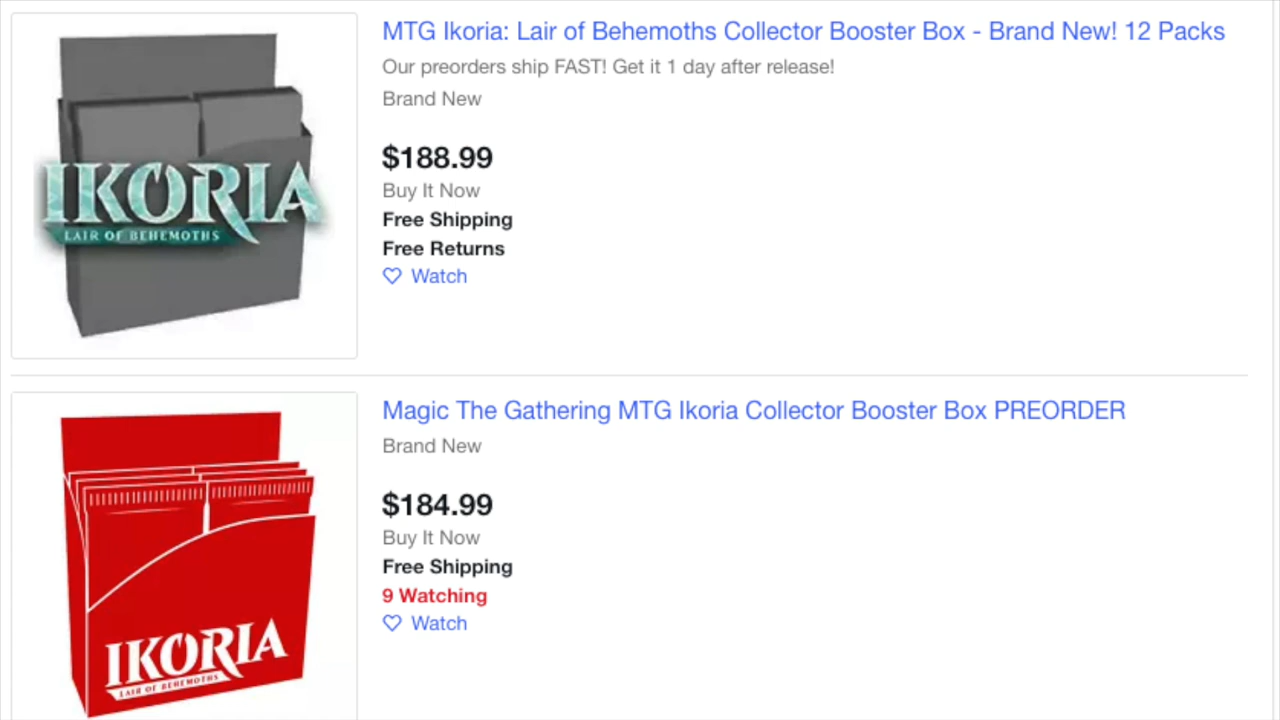 MTG Ikoria: Lair of Behemoths Collector Booster Box - Brand New! 12 Packs
Our preorders ship FAST! Get it 1 day after release!
Brand New
$188.99
Buy It Now
Free Shipping
Free Returns
Watch
IKORIA
LAIR OF BEHEMOTHS
Magic The Gathering MTG Ikoria Collector Booster Box PREORDER
Brand New
$184.99
Buy It Now
Free Shipping
9 Watching
Watch
IKORIA
LAIR OF BEHEMOTHS